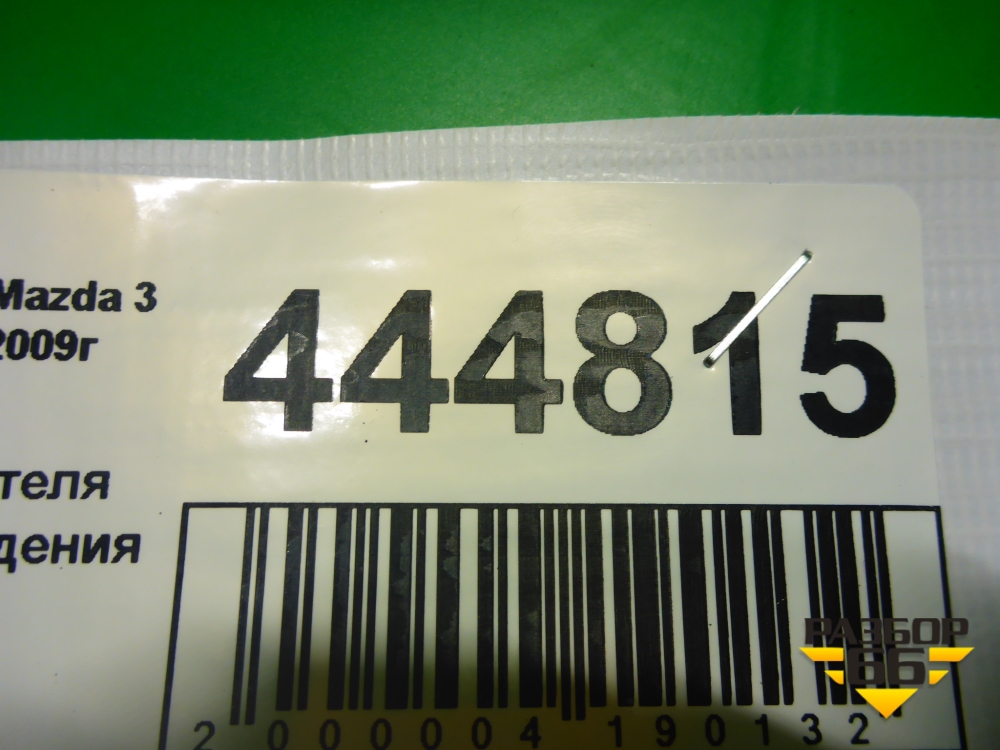 Mazda 3
2009г
444815
теля
дения
2 000004 190132
РАЗБОР
66